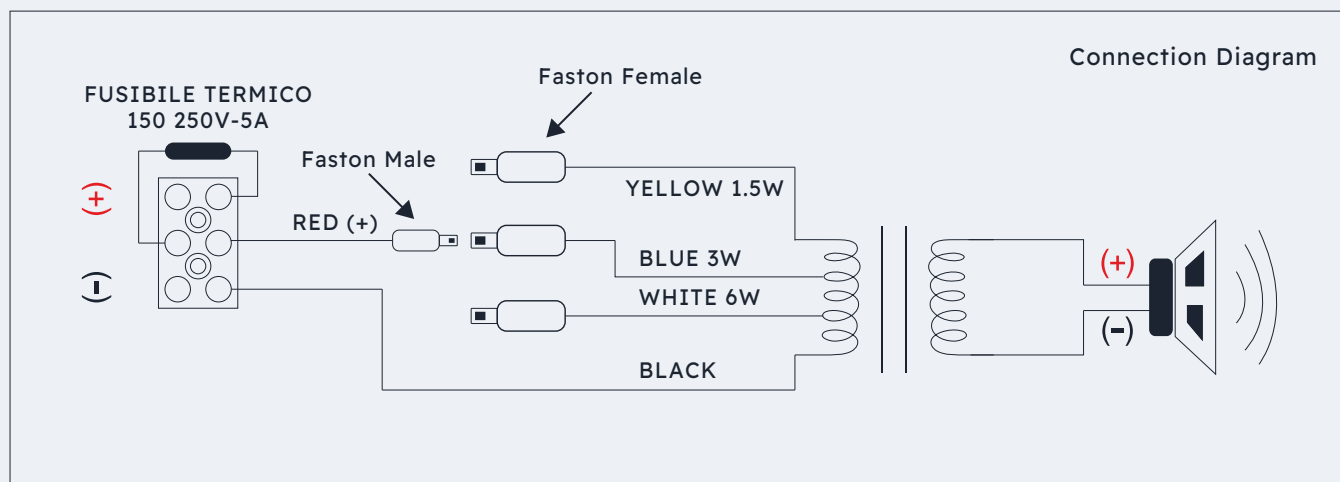 Connection Diagram
Faston Female
FUSIBILE TERMICO
150 250V-5A
Faston Male
(+)
YELLOW 1.5W
RED (+)
BLUE 3W
(+)
(-)
WHITE 6W
(-)
BLACK